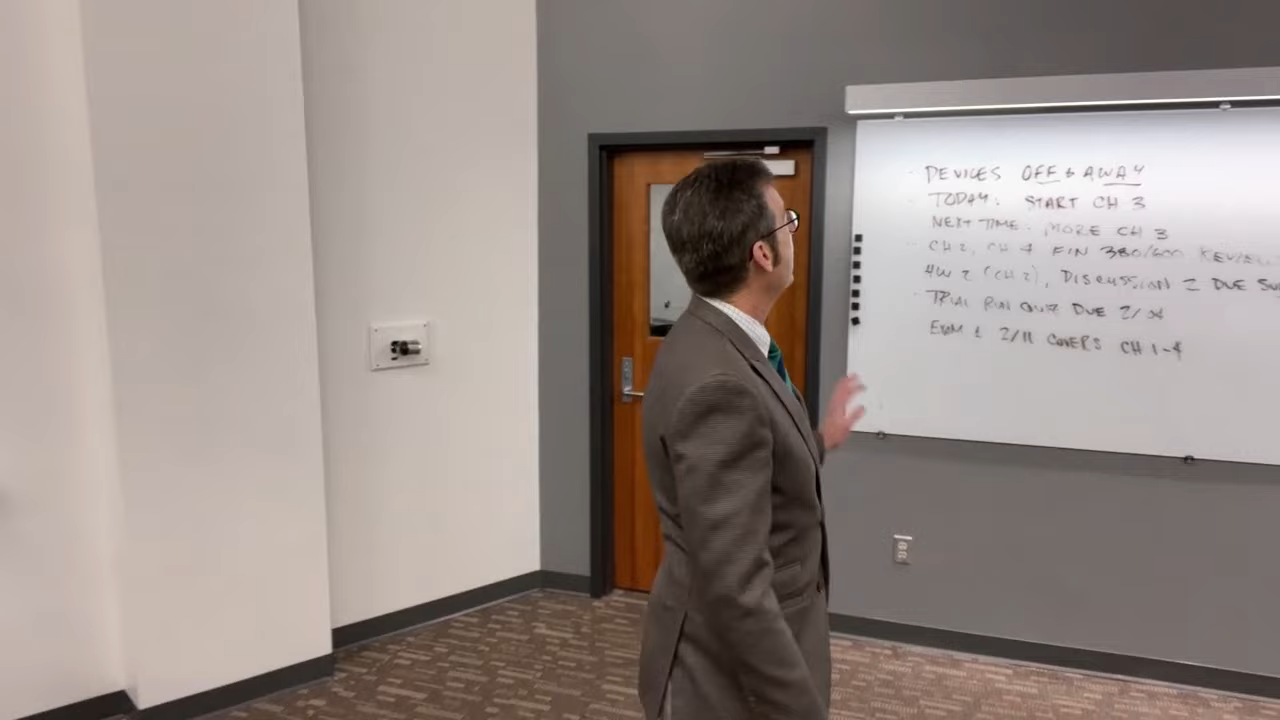 DEVICES OFF & AWAY
TODAY: START CH 3
NEXT TIME: MORE CH 3
CH 2, CH 4 FIN 380/600
HW 2 (CH 2), DISCUSSION 2 DUE
TRIAL RUN QUIZ DUE 2/
EXAM 1 2/11 COVERS CH 1-4